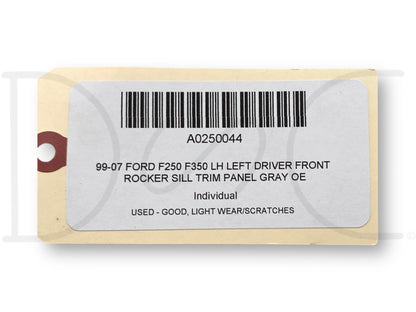 A0250044
99-07 FORD F250 F350 LH LEFT DRIVER FRONT
ROCKER SILL TRIM PANEL GRAY OE
Individual
USED - GOOD, LIGHT WEAR/SCRATCHES